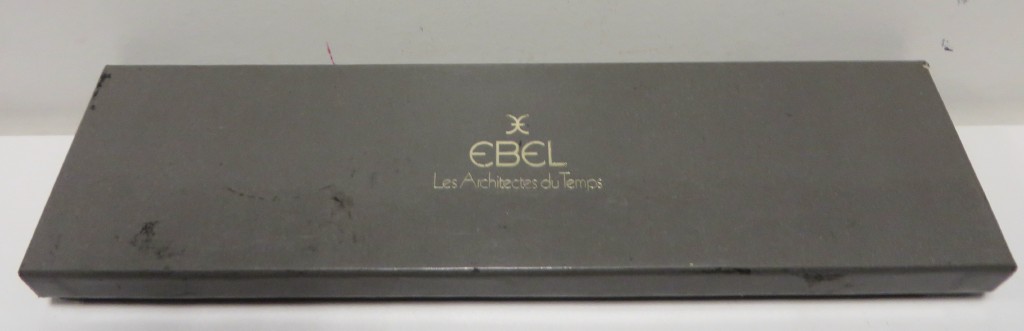 EBEL
Les Architectes du Temps